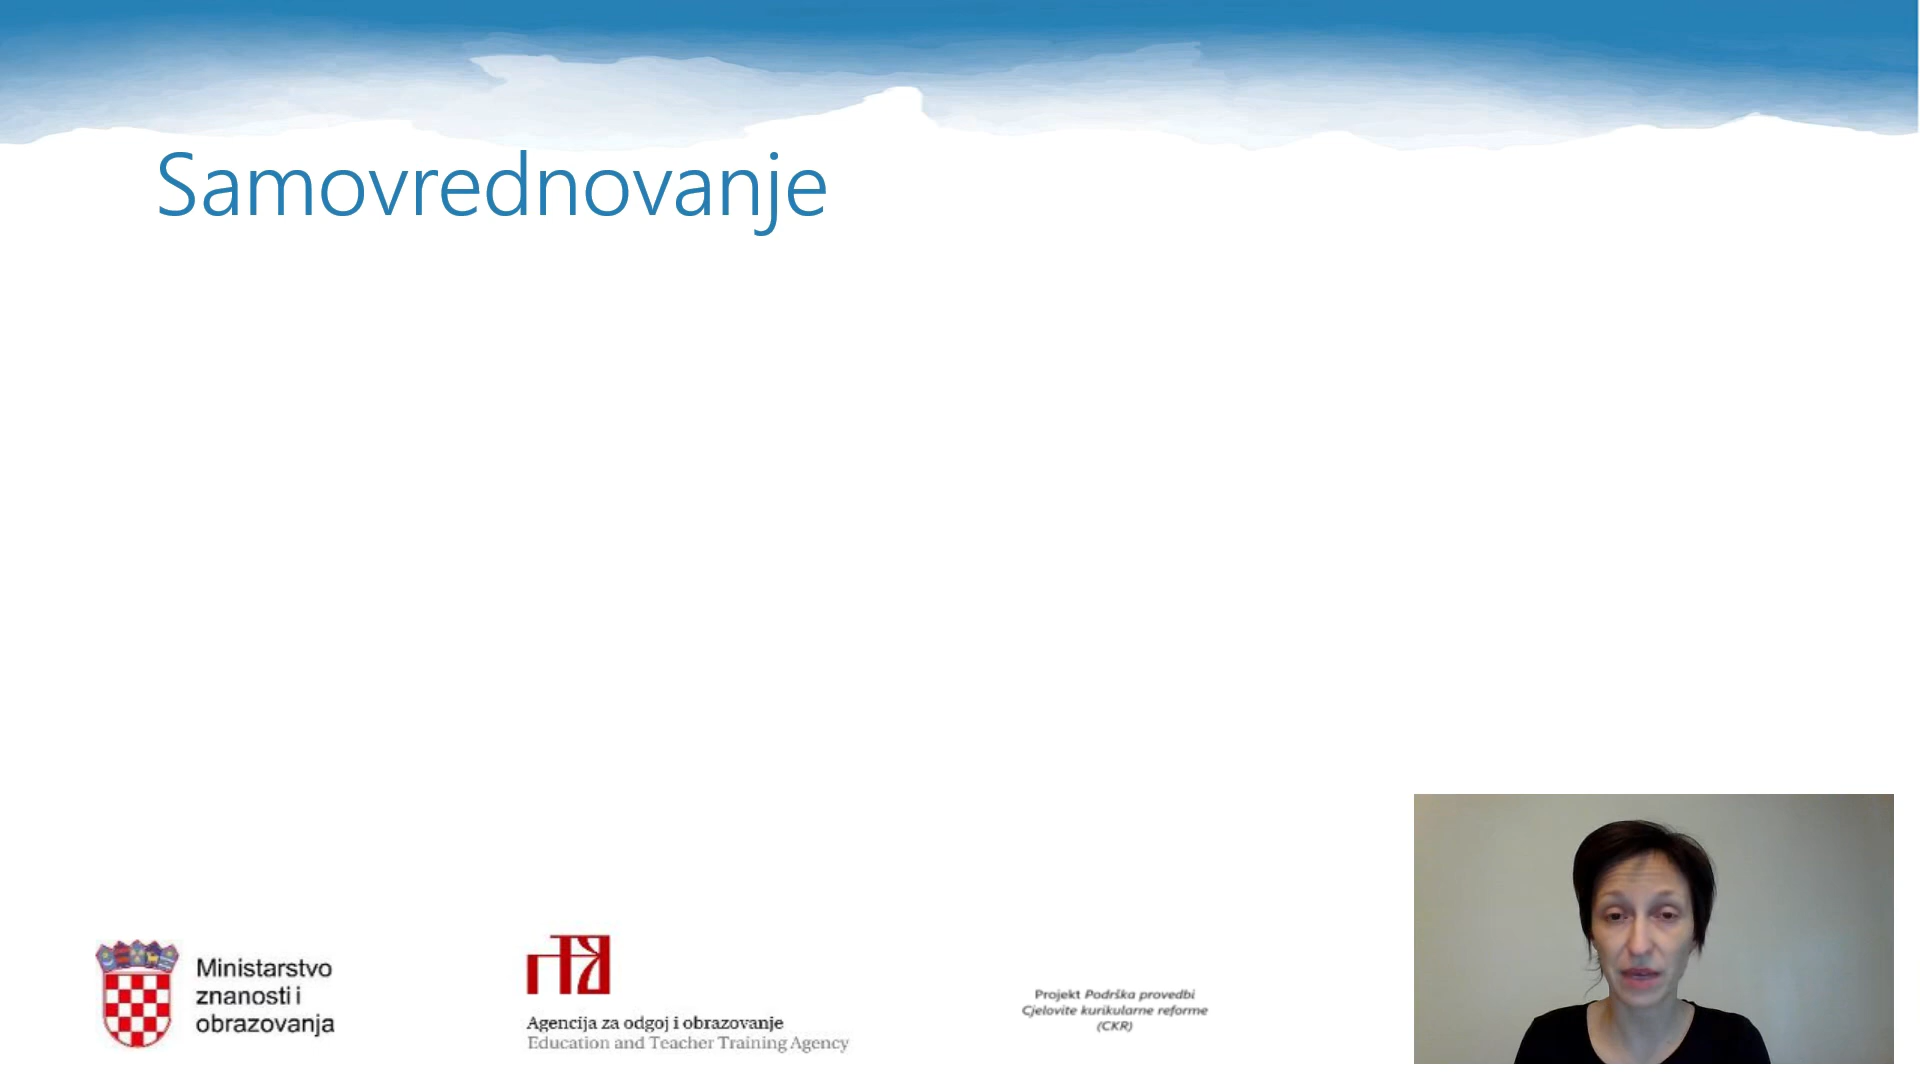 Samovrednovanje
Ministarstvo
znanosti i
obrazovanja
Agencija za odgoj i obrazovanje
Education and Teacher Training Agency
Projekt Podrška provedbi
Cjelovite kurikularne reforme
(CKR)